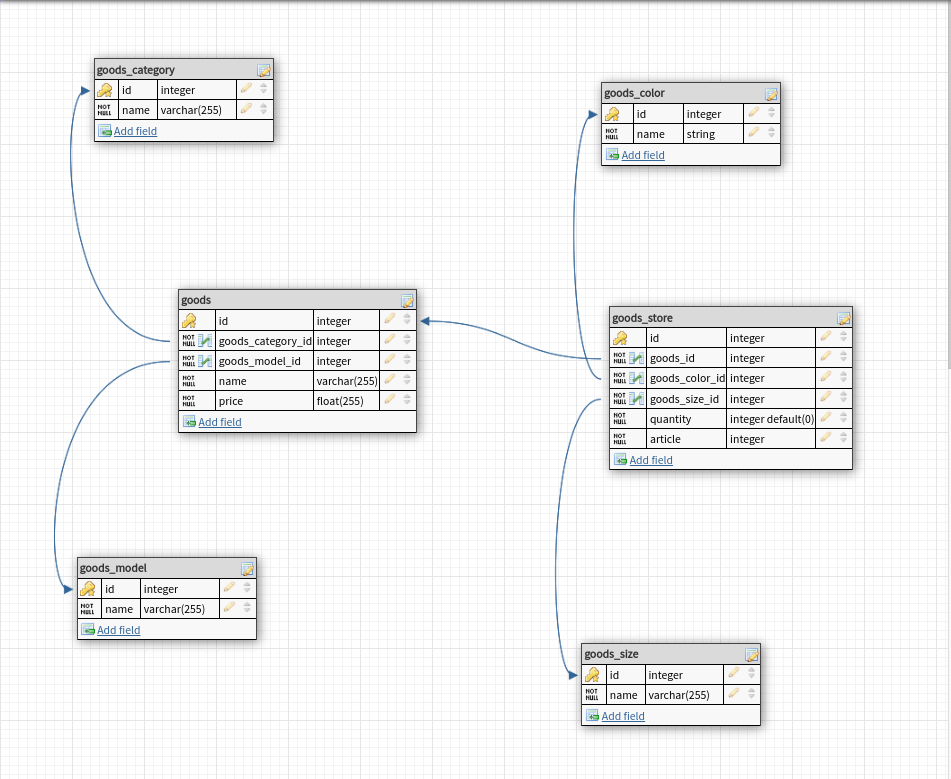 goods_category
id integer
NOT NULL name varchar(255)
Add field
goods_color
id integer
NOT NULL name string
Add field
goods
id integer
NOT NULL goods_category_id integer
NOT NULL goods_model_id integer
NOT NULL name varchar(255)
NOT NULL price float(255)
Add field
goods_store
id integer
NOT NULL goods_id integer
NOT NULL goods_color_id integer
NOT NULL goods_size_id integer
NOT NULL quantity integer default(0)
NOT NULL article integer
Add field
goods_model
id integer
NOT NULL name varchar(255)
Add field
goods_size
id integer
NOT NULL name varchar(255)
Add field